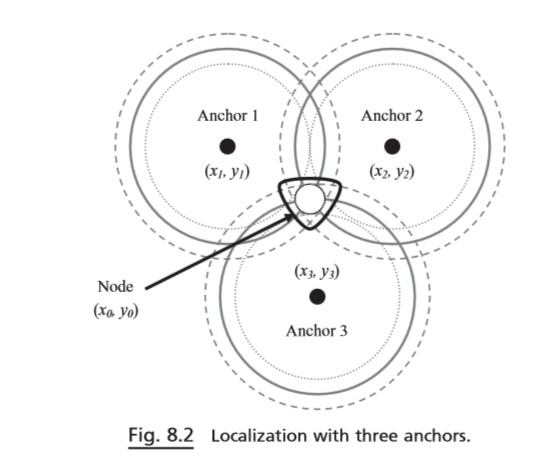 Anchor 1
Anchor 2
(x1, y1)
(x2, y2)
(x3, y3)
Node
(x0, y0)
Anchor 3
Fig. 8.2 Localization with three anchors.